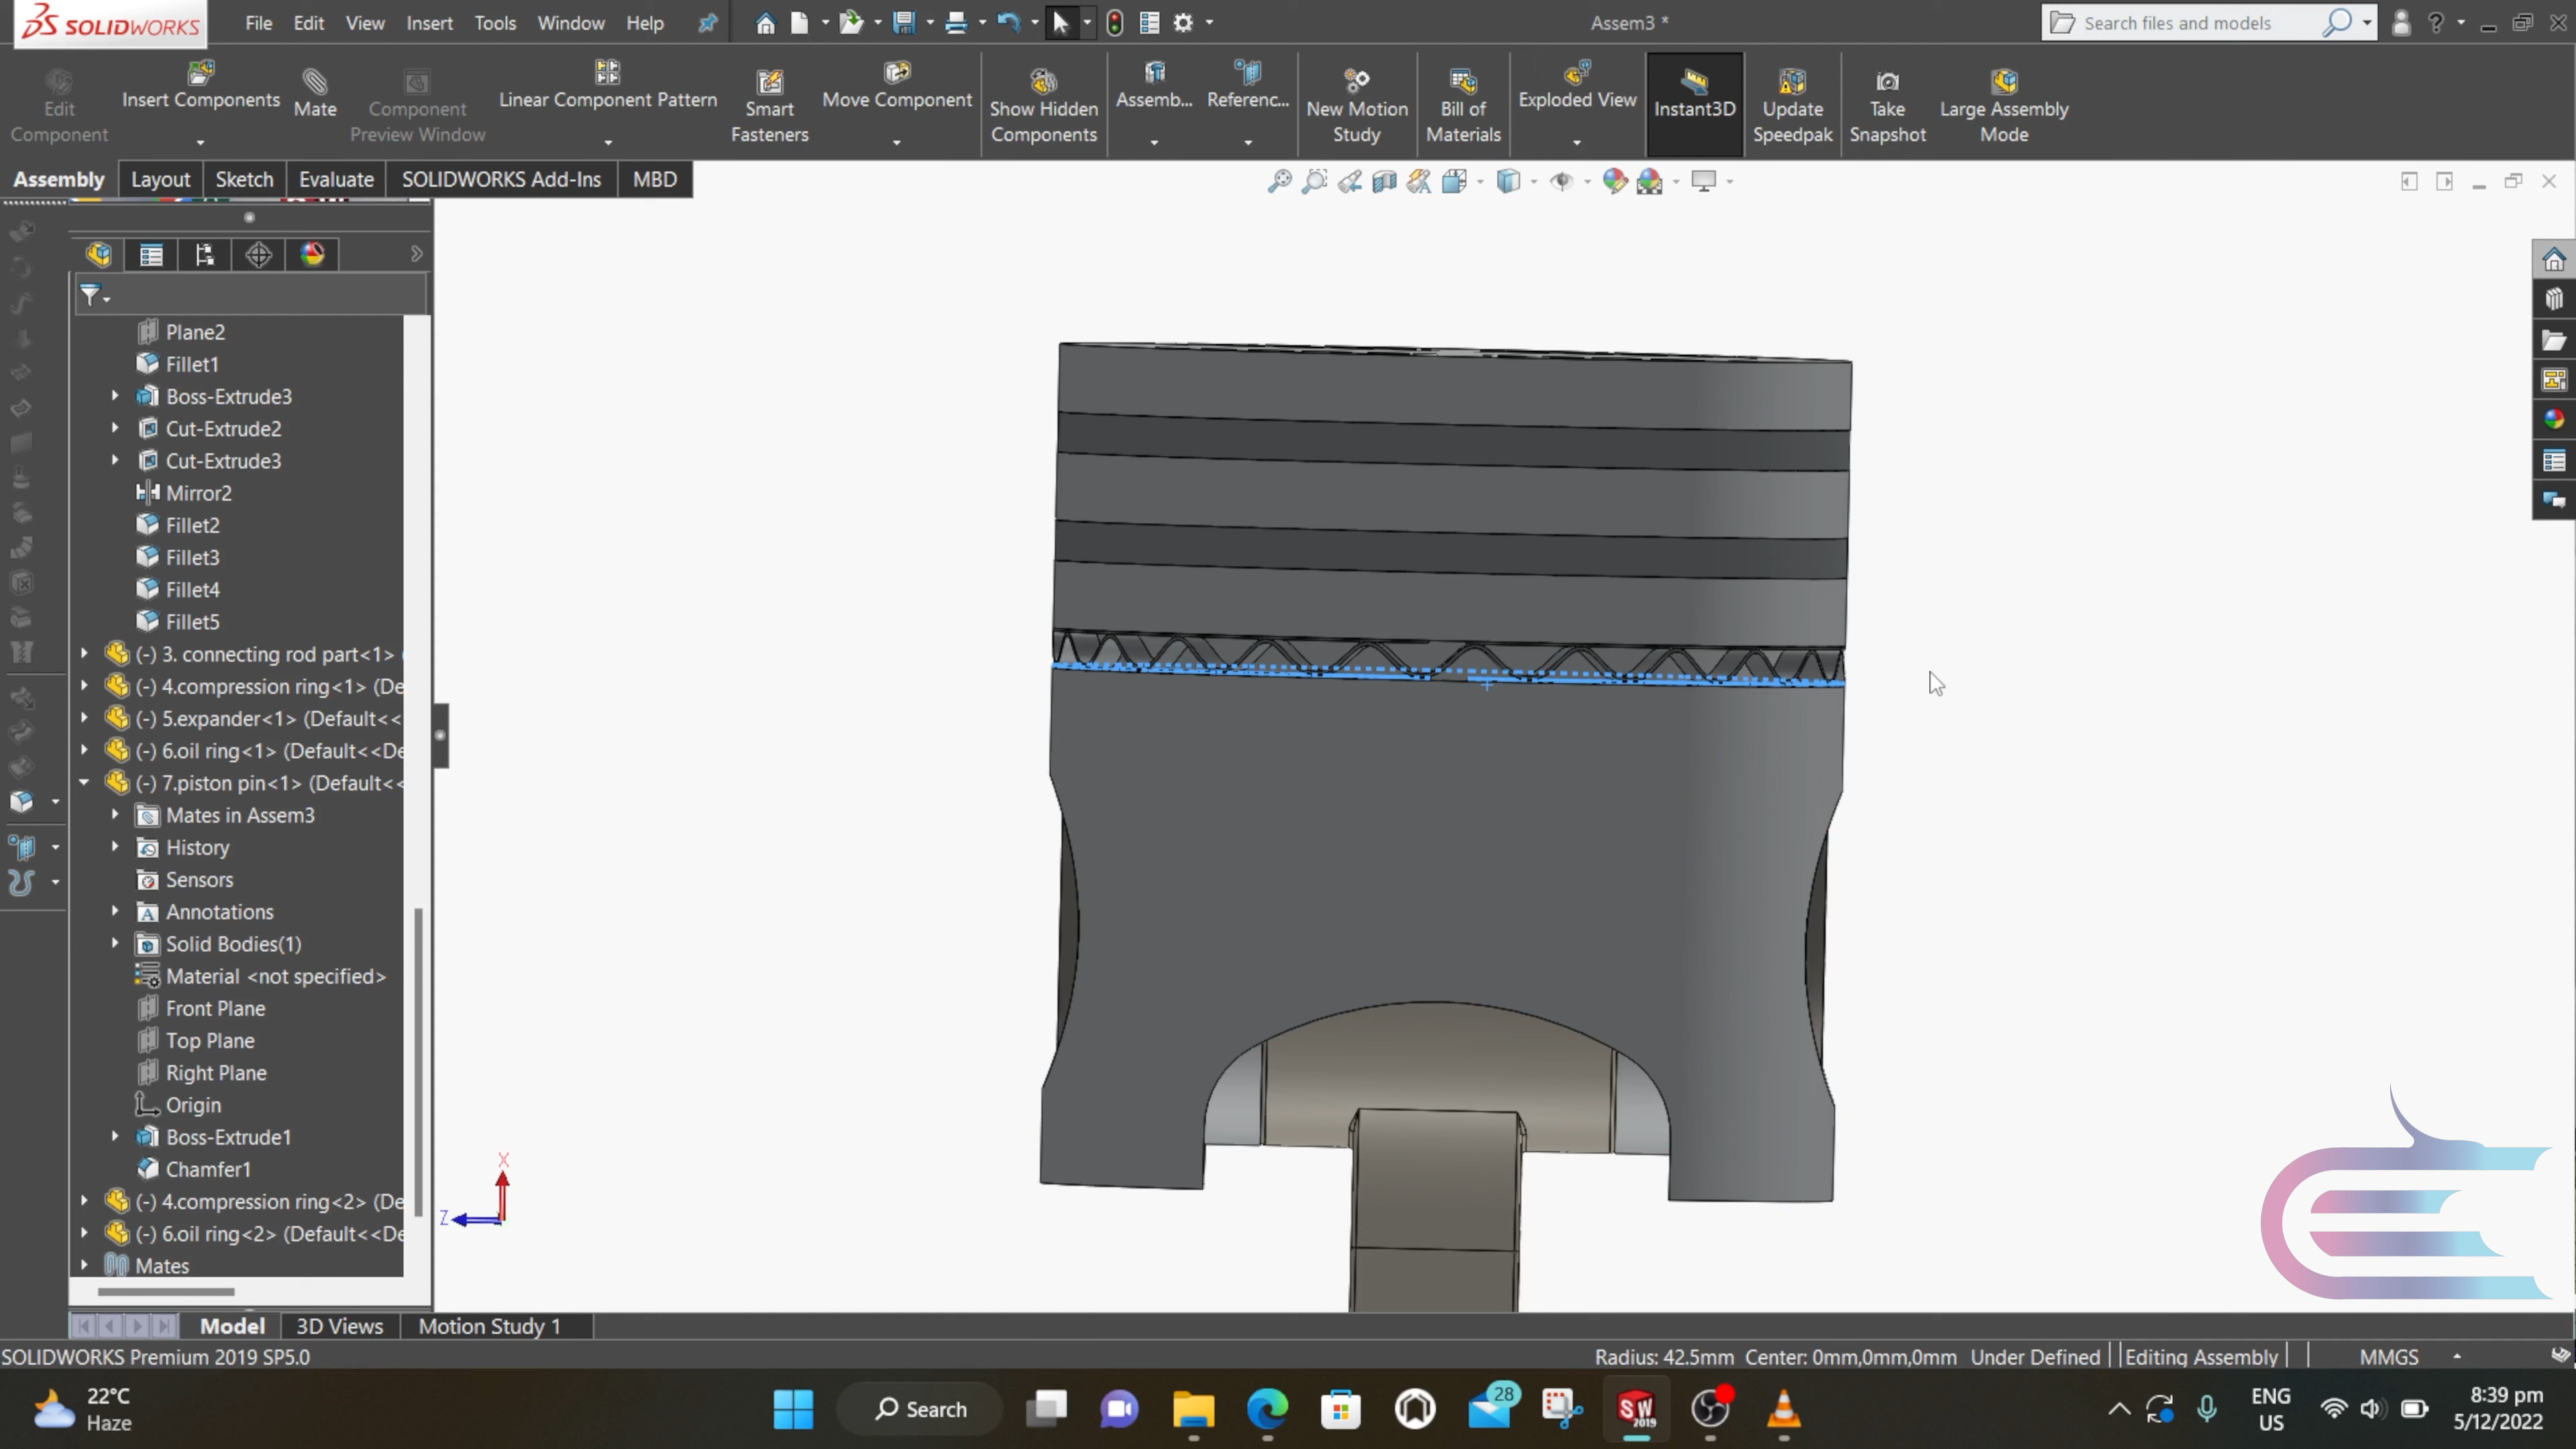 SOLIDWORKS File Edit View Insert Tools Window Help Assem3 * Search files and models
Edit Component
Insert Components
Mate
Component Preview Window
Linear Component Pattern
Smart Fasteners
Move Component
Show Hidden Components
Assemb...
Referenc...
New Motion Study
Bill of Materials
Exploded View
Instant3D
Update Speedpak
Take Snapshot
Large Assembly Mode
Assembly Layout Sketch Evaluate SOLIDWORKS Add-Ins MBD
Plane2
Fillet1
Boss-Extrude3
Cut-Extrude2
Cut-Extrude3
Mirror2
Fillet2
Fillet3
Fillet4
Fillet5
(-) 3. connecting rod part<1> (
(-) 4.compression ring<1> (De
(-) 5.expander<1> (Default<<
(-) 6.oil ring<1> (Default<<De
(-) 7.piston pin<1> (Default<<
Mates in Assem3
History
Sensors
Annotations
Solid Bodies(1)
Material <not specified>
Front Plane
Top Plane
Right Plane
Origin
Boss-Extrude1
Chamfer1
(-) 4.compression ring<2> (De
(-) 6.oil ring<2> (Default<<De
Mates
X
Z
Model 3D Views Motion Study 1
SOLIDWORKS Premium 2019 SP5.0 Radius: 42.5mm Center: 0mm,0mm,0mm Under Defined Editing Assembly MMGS
22°C
Haze
Search
28
SW
2019
ENG
US
8:39 pm
5/12/2022